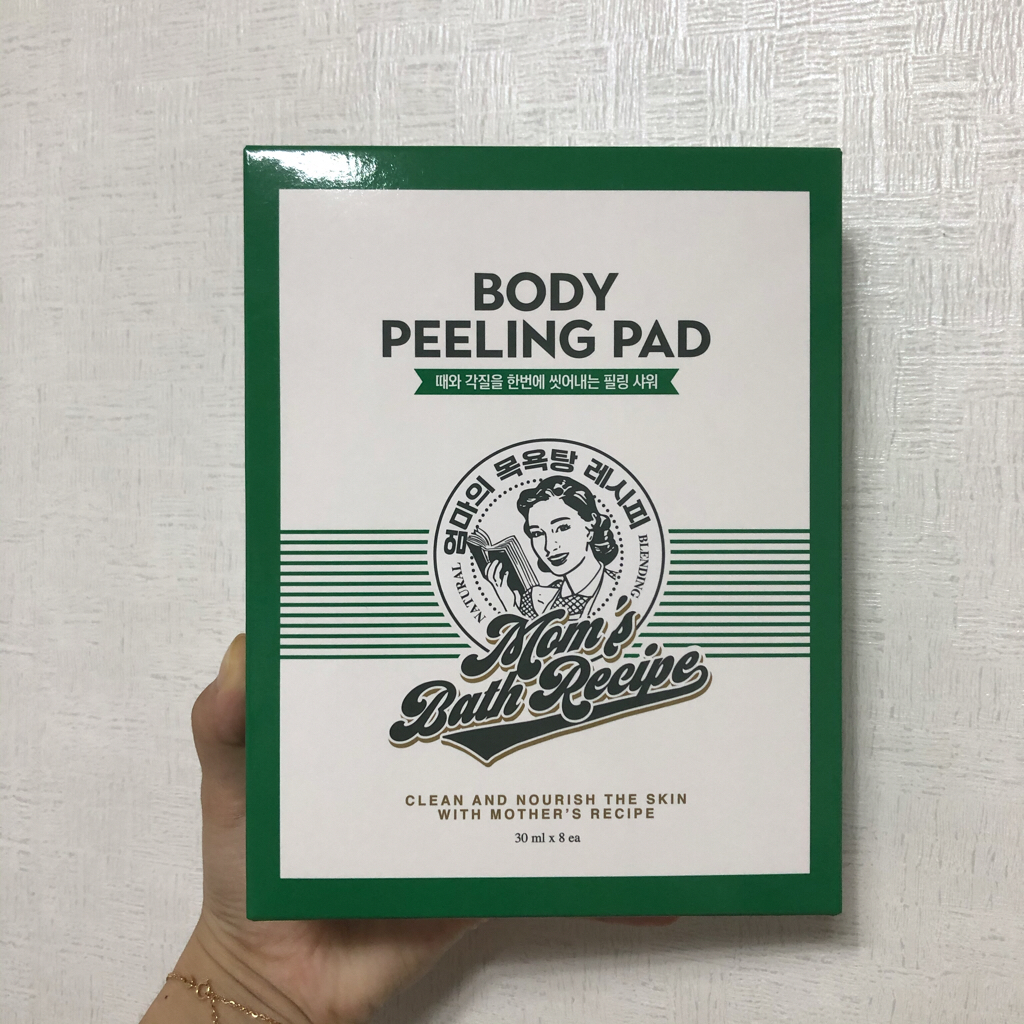 BODY
PEELING PAD
때와 각질을 한번에 씻어내는 필링 샤워
엄마의 목욕탕 레시피
NATURAL BLENDING
Mom's
Bath Recipe
CLEAN AND NOURISH THE SKIN
WITH MOTHER'S RECIPE
30 ml x 8 ea